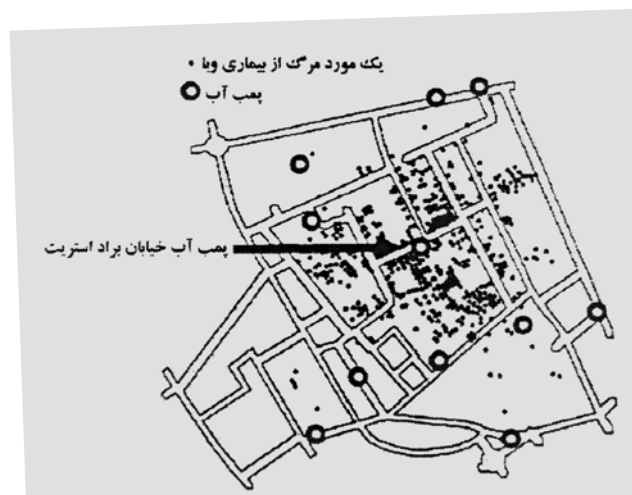 یک مورد مرگ از بیماری وبا
پمپ آب
پمپ آب خیابان براد استریت